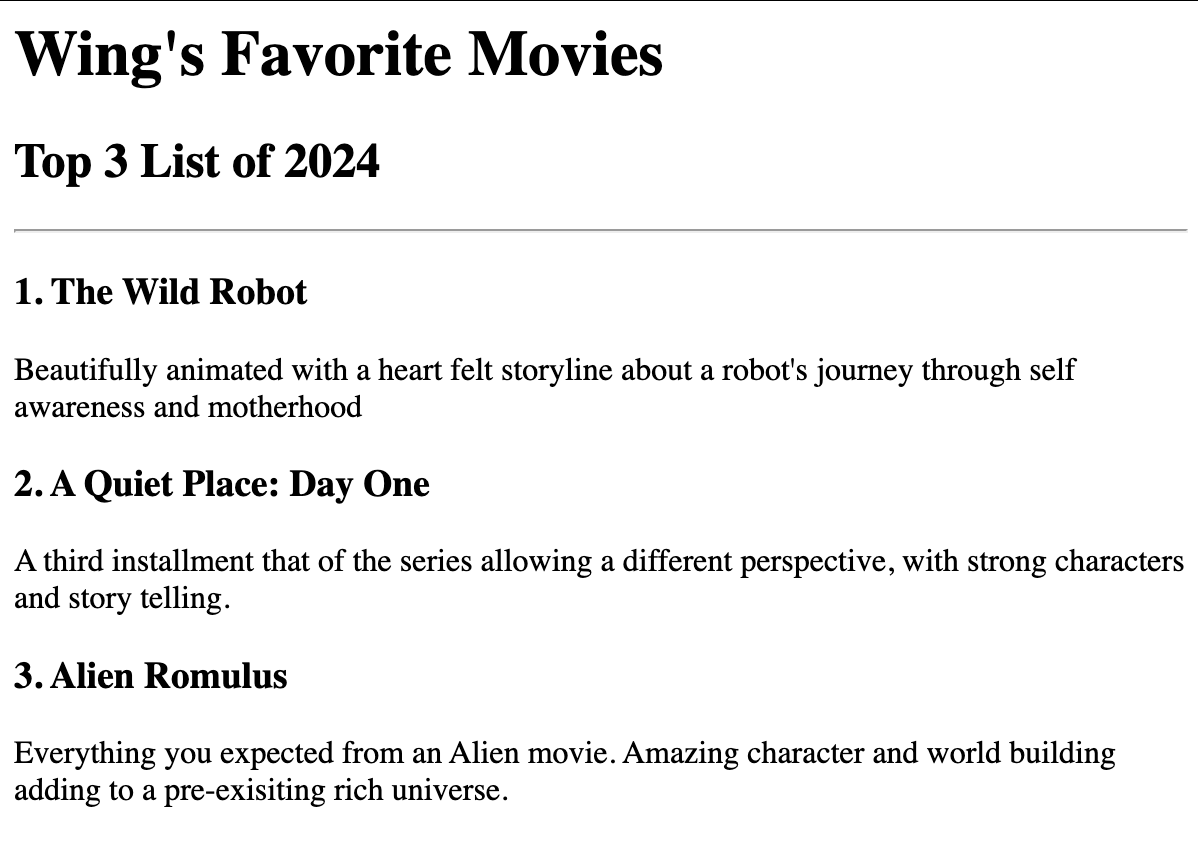 Wing's Favorite Movies
Top 3 List of 2024
1. The Wild Robot
Beautifully animated with a heart felt storyline about a robot's journey through self
awareness and motherhood
2. A Quiet Place: Day One
A third installment that of the series allowing a different perspective, with strong characters
and story telling.
3. Alien Romulus
Everything you expected from an Alien movie. Amazing character and world building
adding to a pre-exisiting rich universe.